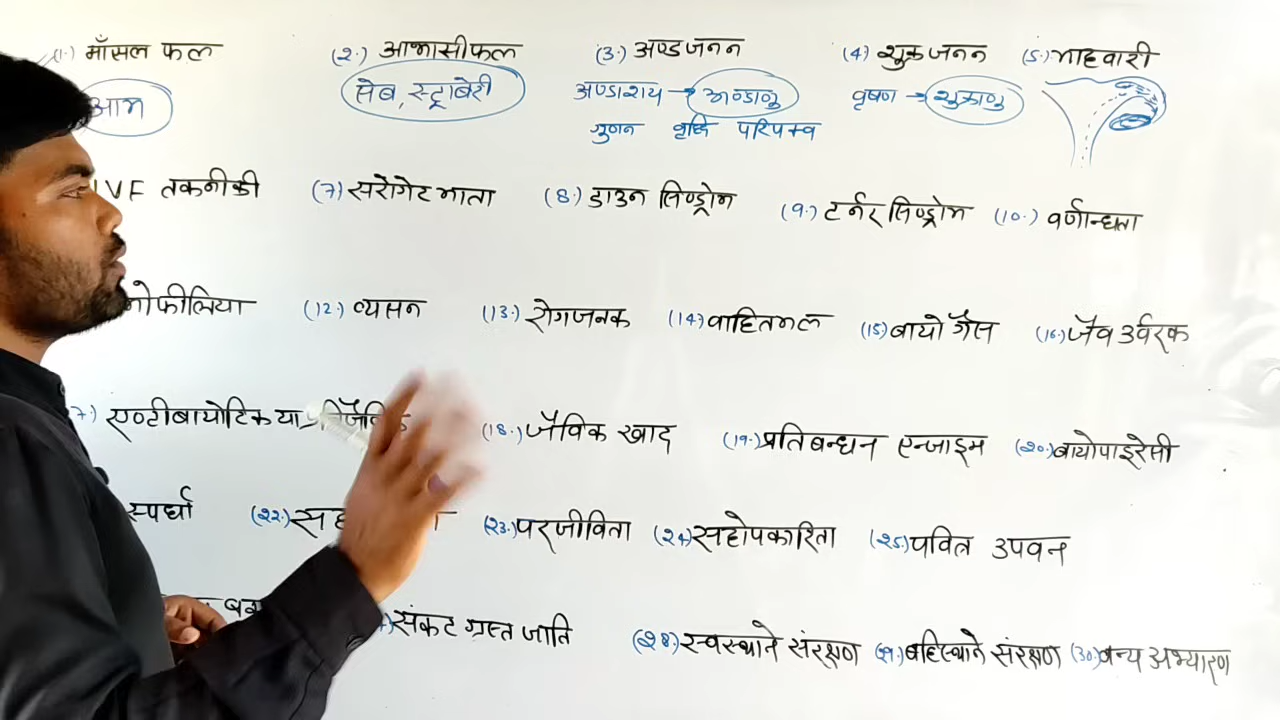 (1.) माँसल फल (2.) आभासीफल (3.) अण्डजनन (4) शुक्रजनन (5.) माहवारी
आम सेब, स्ट्राबेरी अण्डाशय → अण्डाणु वृषण → शुक्राणु
गुणन वृद्धि परिपक्व
IVF तकनीकी (7) सरोगेट माता (8.) डाउन सिण्ड्रोम (9.) टर्नर सिण्ड्रोम (10.) वर्णान्धता
मोफीलिया (12.) व्यसन (13.) रोगजनक (14) वाहितमल (15) बायो गैस (16.) जैव उर्वरक
7.) एण्टीबायोटिक या (18.) जैविक खाद (19.) प्रतिबन्धन एन्जाइम (20.) बायोपाइरेसी
स्पर्धा (22.) (23.) परजीविता (24.) सहोपकारिता (25.) पवित्र उपवन
संकट ग्रस्त जाति (28.) स्वस्थाने संरक्षण (29.) बहिस्थाने संरक्षण (30.) वन्य अभ्यारण